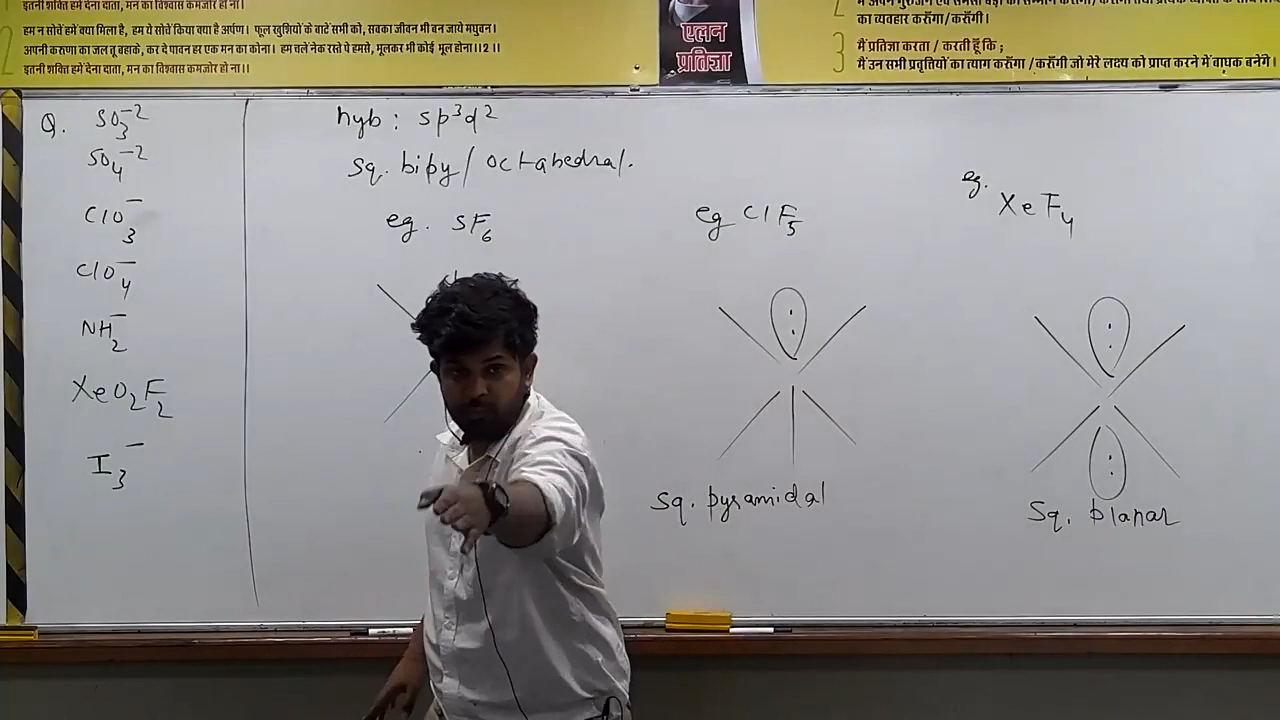 इतनी शक्ति हमें देना दाता, मन का विश्वास कमजोर हो ना।
हम न सोचें हमें क्या मिला है, हम ये सोचें किया क्या है अर्पण। फूल खुशियों के बाटें सभी को, सबका जीवन भी बन जाये मधुवन।
2 अपनी करुणा का जल तू बहाके, कर दे पावन हर एक मन का कोना। हम चलें नेक रस्ते पे हमसे, भूलकर भी कोई भूल हो ना।।2।।
इतनी शक्ति हमें देना दाता, मन का विश्वास कमजोर हो ना।।
एलन
प्रतिज्ञा
का व्यवहार करूँगा/करूँगी।
3 मैं प्रतिज्ञा करता / करती हूँ कि ;
मैं उन सभी प्रवृत्तियों का त्याग करूँगा /करूँगी जो मेरे लक्ष्य को प्राप्त करने में बाधक बनेंगे।
Q. SO₃⁻²
SO₄⁻²
ClO₃⁻
ClO₄⁻
NH₂⁻
XeO₂F₂
I₃⁻
hyb : sp³d²
Sq. bipy/octahedral.
eg. SF₆
eg ClF₅
Sq. pyramidal
eg. XeF₄
Sq. planar